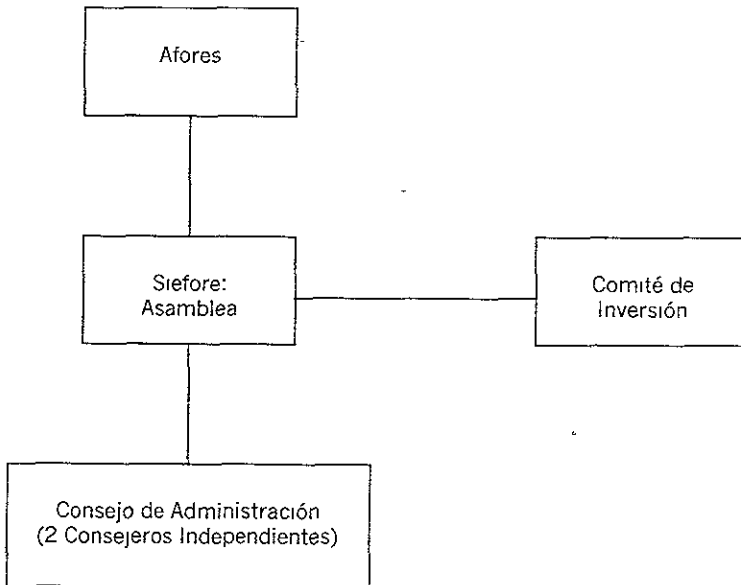 Afores
Siefore:
Asamblea
Comité de
Inversión
Consejo de Administración
(2 Consejeros Independientes)